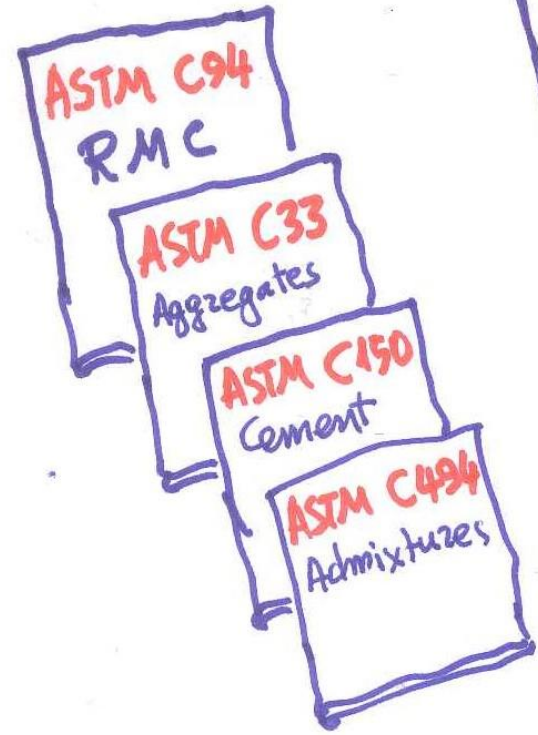 ASTM C94
RMC
ASTM C33
Aggregates
ASTM C150
Cement
ASTM C494
Admixtures